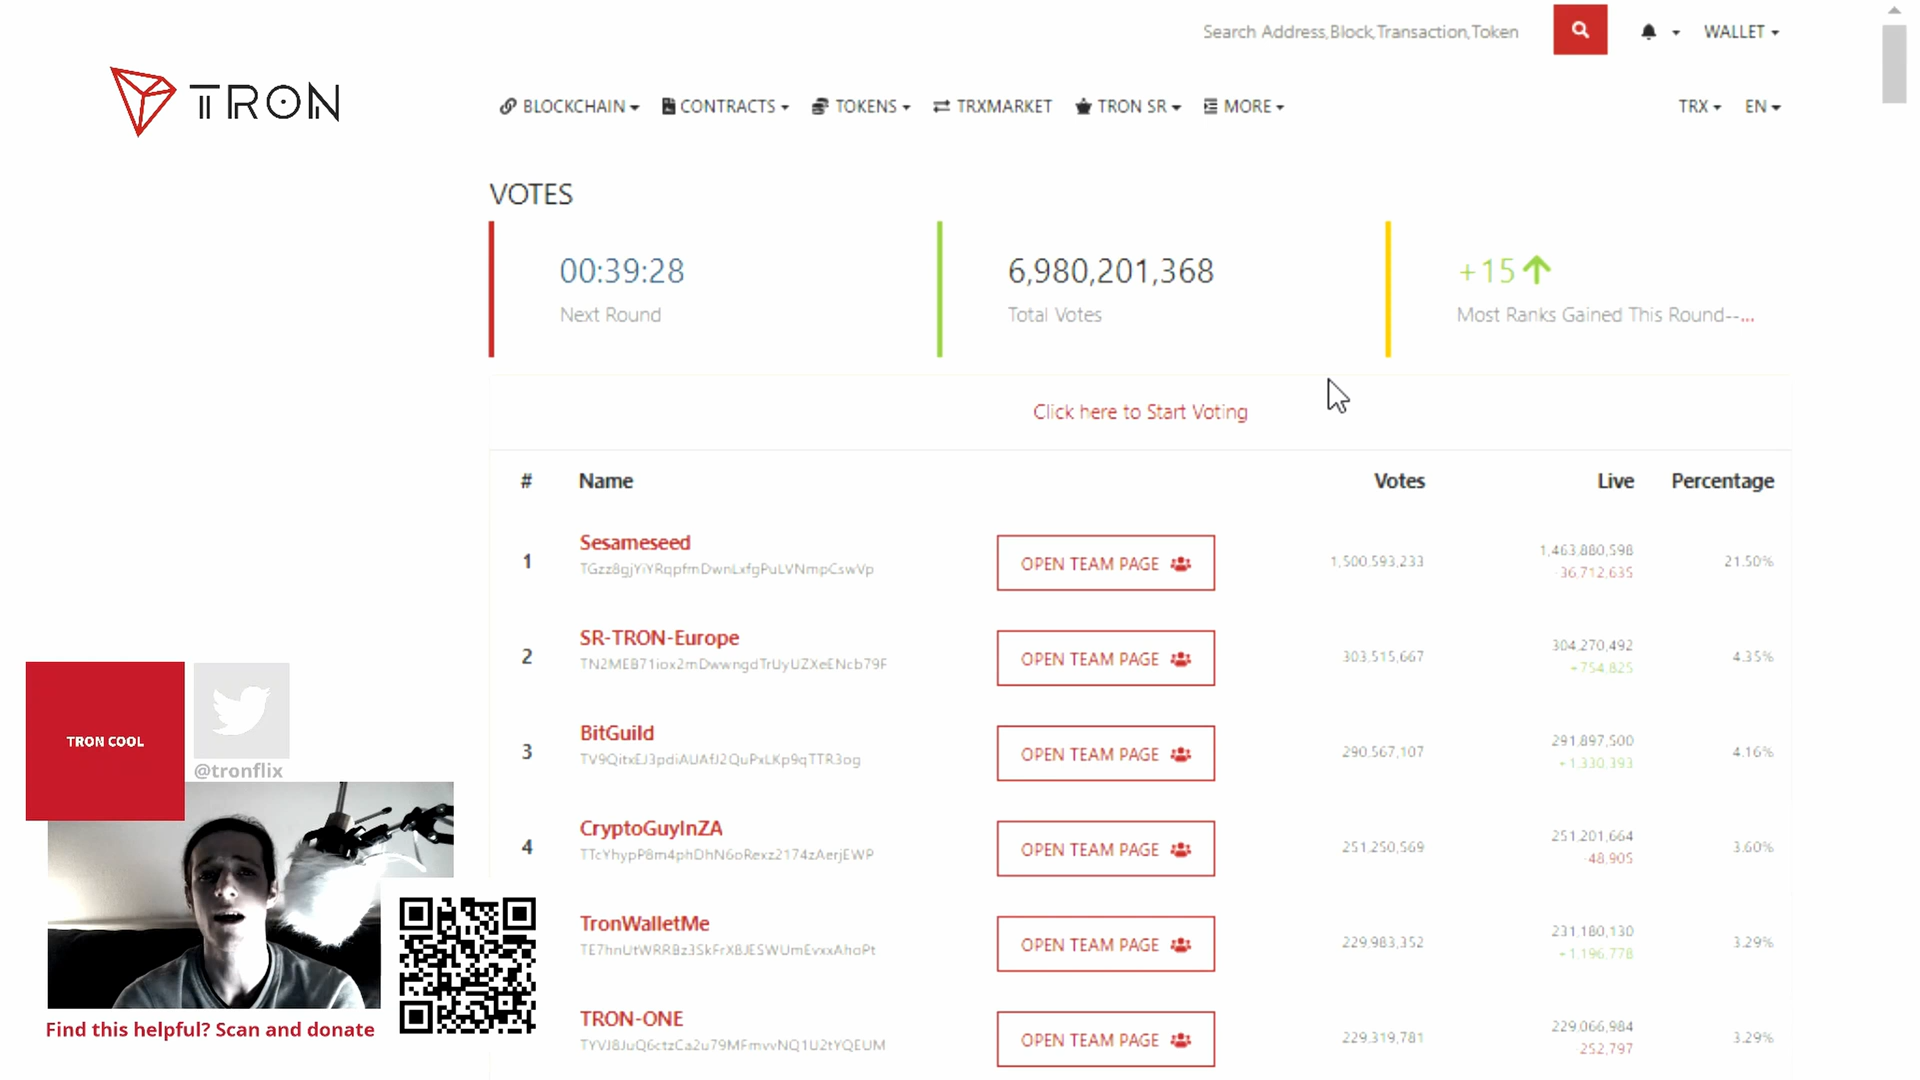 Search Address,Block,Transaction,Token
WALLET
TRON
BLOCKCHAIN CONTRACTS TOKENS TRXMARKET TRON SR MORE TRX EN
VOTES
00:39:28
Next Round
6,980,201,368
Total Votes
+15
Most Ranks Gained This Round--...
Click here to Start Voting
# Name Votes Live Percentage
1 Sesameseed OPEN TEAM PAGE 1,500,593,233 1,463,880,598 21.50%
TGzz8gjYiYRqpfmDwnLxfgPuLVNmpCswVp -36,712,635
2 SR-TRON-Europe OPEN TEAM PAGE 303,515,667 304,270,492 4.35%
TN2MEB71iox2mDwwngdTrUyUZXeENcb79F +754,825
3 BitGuild OPEN TEAM PAGE 290,567,107 291,897,500 4.16%
TV9QitxEJ3pdiAUAfJ2QuPxLKp9qTTR3og +1,330,393
4 CryptoGuyInZA OPEN TEAM PAGE 251,250,569 251,201,664 3.60%
TTcYhypP8m4phDhN6oRexz2174zAerjEWP -48,905
TronWalletMe OPEN TEAM PAGE 229,983,352 231,180,130 3.29%
TE7hnUtWRRBz3SkFrX8JESWUmEvxxAhaPt +1,196,778
TRON-ONE OPEN TEAM PAGE 229,319,781 229,066,984 3.29%
TYVJ8JuQ6ctzCa2u79MFmvvNQ1U2tYQEUM -252,797
TRON COOL
@tronflix
Find this helpful? Scan and donate